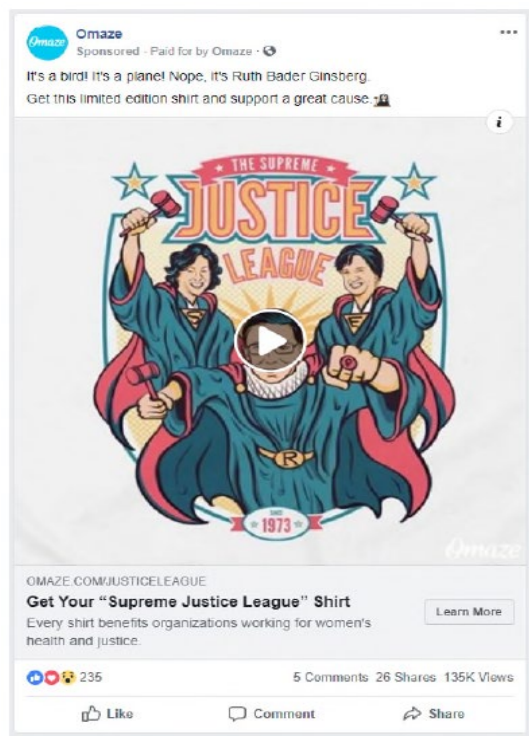 Omaze
Omaze
Sponsored · Paid for by Omaze ·
It's a bird! It's a plane! Nope, it's Ruth Bader Ginsberg.
Get this limited edition shirt and support a great cause.
i
THE SUPREME
JUSTICE
LEAGUE
S
E
R
SINCE
1973
Omaze
OMAZE.COM/JUSTICELEAGUE
Get Your “Supreme Justice League” Shirt
Every shirt benefits organizations working for women's
health and justice.
Learn More
235
5 Comments 26 Shares 135K Views
Like
Comment
Share